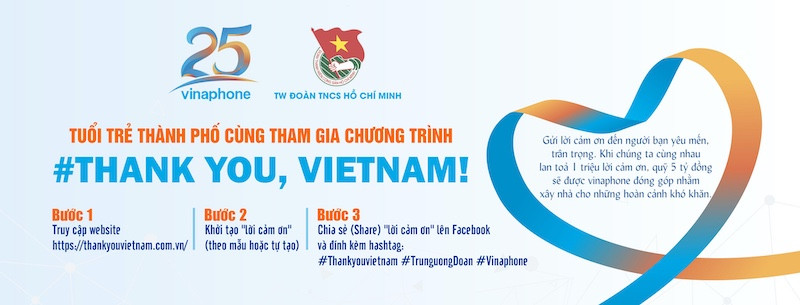 25
vinaphone
TW ĐOÀN TNCS HỒ CHÍ MINH
TUỔI TRẺ THÀNH PHỐ CÙNG THAM GIA CHƯƠNG TRÌNH
#THANK YOU, VIETNAM!
Bước 1
Truy cập website
https://thankyouvietnam.com.vn/
Bước 2
Khởi tạo "lời cảm ơn"
(theo mẫu hoặc tự tạo)
Bước 3
Chia sẻ (Share) "lời cảm ơn" lên Facebook
và đính kèm hashtag:
#Thankyouvietnam #TrunguongDoan #Vinaphone
Gửi lời cảm ơn đến người bạn yêu mến,
trân trọng. Khi chúng ta cùng nhau
lan toả 1 triệu lời cảm ơn, quỹ 5 tỷ đồng
sẽ được vinaphone đóng góp nhằm
xây nhà cho những hoàn cảnh khó khăn.